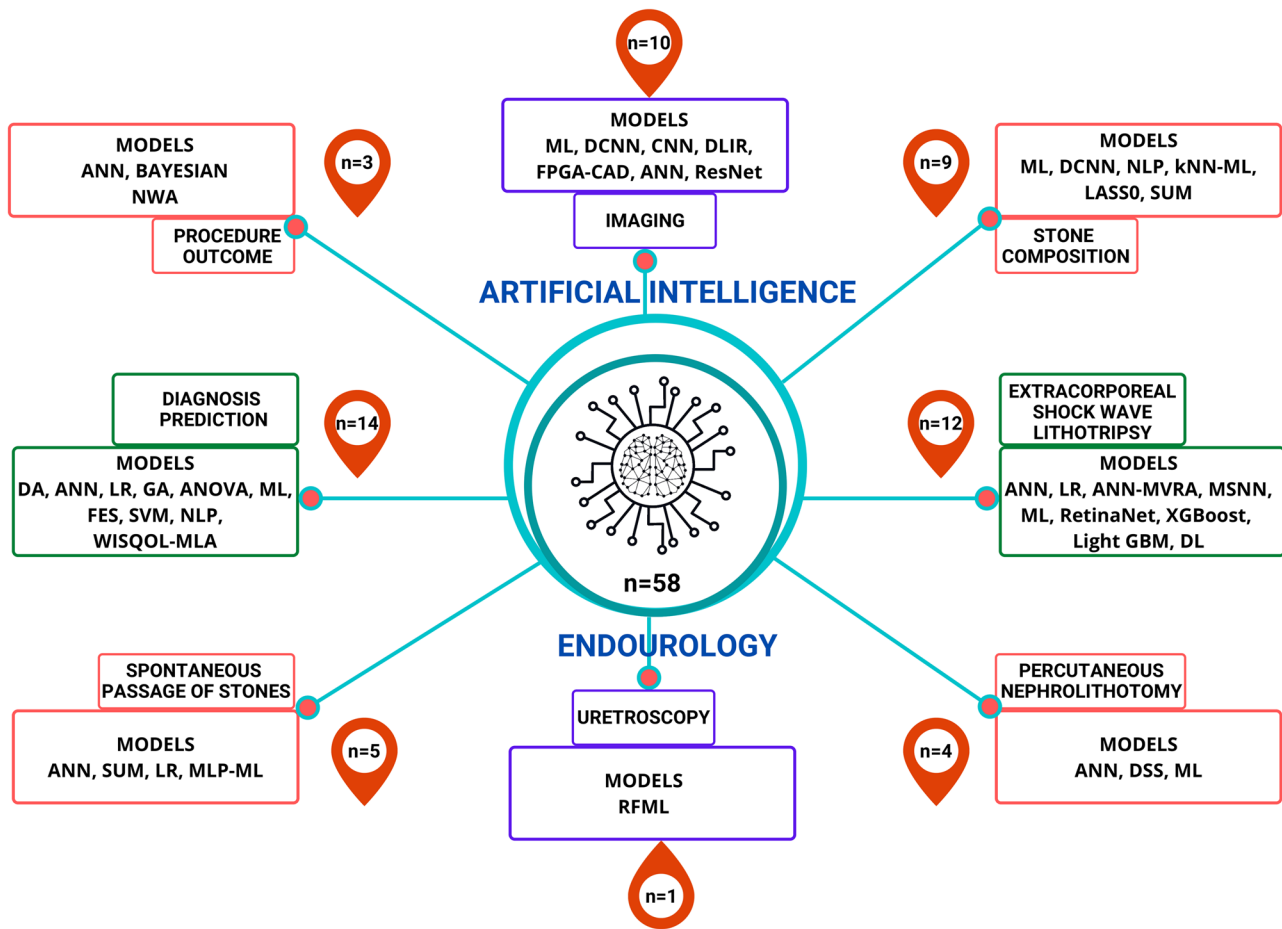 n=10
MODELS
ML, DCNN, CNN, DLIR,
FPGA-CAD, ANN, ResNet
IMAGING
MODELS
ANN, BAYESIAN
NWA
PROCEDURE
OUTCOME
n=3
n=9
MODELS
ML, DCNN, NLP, kNN-ML,
LASS0, SUM
STONE
COMPOSITION
ARTIFICIAL INTELLIGENCE
DIAGNOSIS
PREDICTION
MODELS
DA, ANN, LR, GA, ANOVA, ML,
FES, SVM, NLP,
WISQOL-MLA
n=14
n=12
EXTRACORPOREAL
SHOCK WAVE
LITHOTRIPSY
MODELS
ANN, LR, ANN-MVRA, MSNN,
ML, RetinaNet, XGBoost,
Light GBM, DL
n=58
ENDOUROLOGY
SPONTANEOUS
PASSAGE OF STONES
MODELS
ANN, SUM, LR, MLP-ML
n=5
URETROSCOPY
MODELS
RFML
n=1
n=4
PERCUTANEOUS
NEPHROLITHOTOMY
MODELS
ANN, DSS, ML